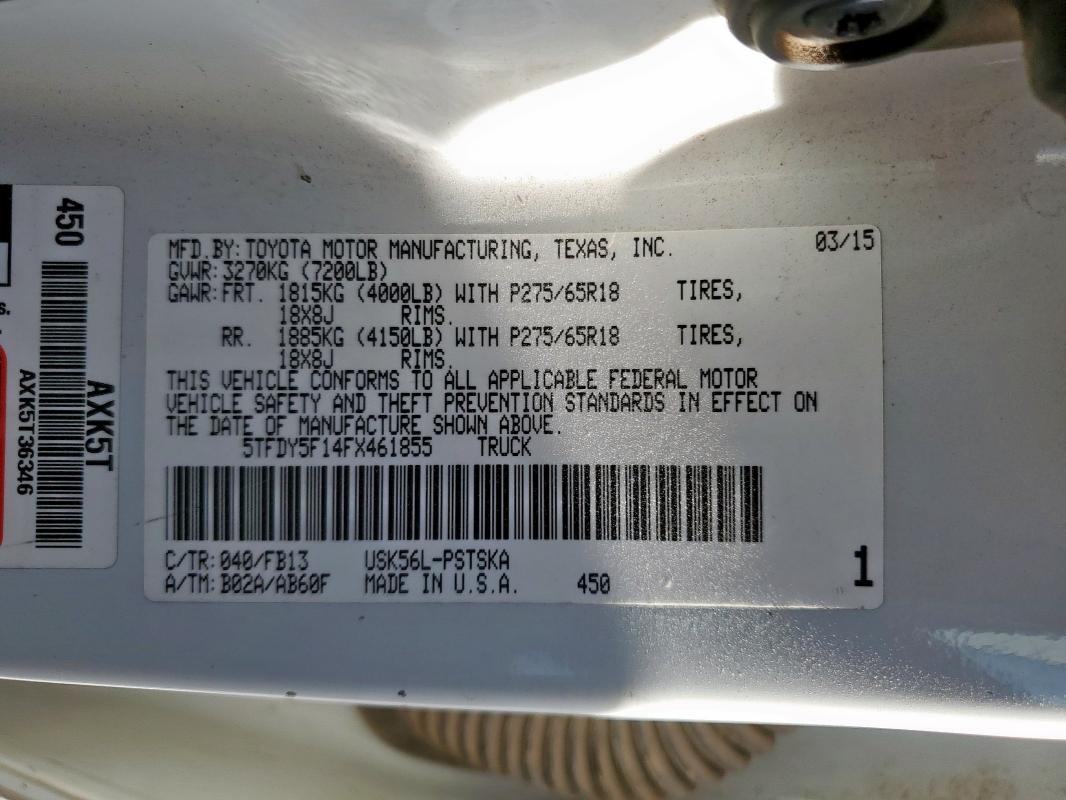 MFD.BY: TOYOTA MOTOR MANUFACTURING, TEXAS, INC. 03/15
GVWR: 3270KG (7200LB)
GAWR: FRT. 1815KG (4000LB) WITH P275/65R18 TIRES,
18X8J RIMS.
RR. 1885KG (4150LB) WITH P275/65R18 TIRES,
18X8J RIMS.
THIS VEHICLE CONFORMS TO ALL APPLICABLE FEDERAL MOTOR
VEHICLE SAFETY AND THEFT PREVENTION STANDARDS IN EFFECT ON
THE DATE OF MANUFACTURE SHOWN ABOVE.
5TFDY5F14FX461855 TRUCK
C/TR: 040/FB13 USK56L-PSTSKA
A/TM: B02A/AB60F MADE IN U.S.A. 450
1
450
AXK5T
AXK5T36346
s.